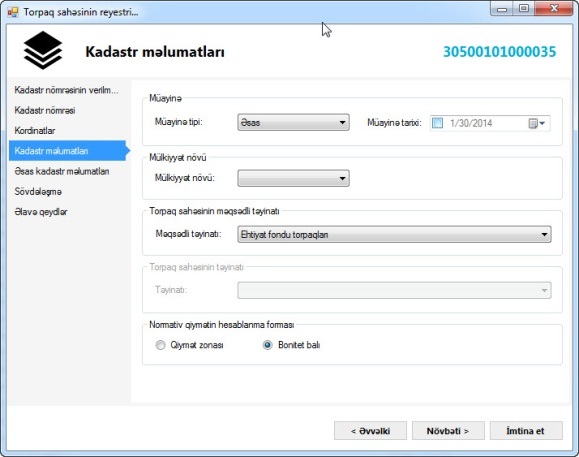 Torpaq sahəsinin reyestri...
Kadastr məlumatları
30500101000035
Kadastr nömrəsinin verilm...
Kadastr nömrəsi
Kordinatlar
Kadastr məlumatları
Əsas kadastr məlumatları
Sövdələşmə
Əlavə qeydlər
Müayinə
Müayinə tipi: Əsas Müayinə tarixi: 1/30/2014
Mülkiyyət növü
Mülkiyyət növü:
Torpaq sahəsinin məqsədli təyinatı
Məqsədli təyinatı: Ehtiyat fondu torpaqları
Torpaq sahəsinin təyinatı
Təyinatı:
Normativ qiymətin hesablanma forması
Qiymət zonası Bonitet balı
< Əvvəlki Növbəti > İmtina et